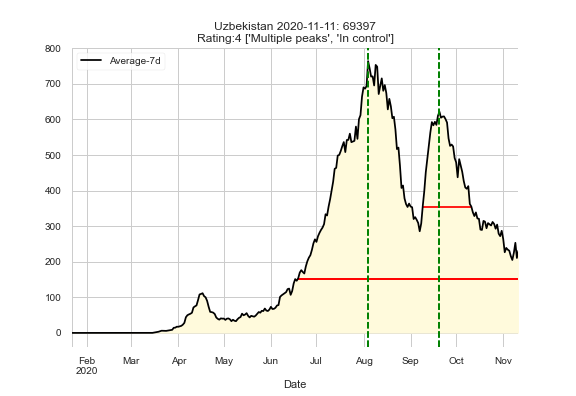 Uzbekistan 2020-11-11: 69397
Rating:4 ['Multiple peaks', 'In control']
Average-7d
800
700
600
500
400
300
200
100
0
Feb Mar Apr May Jun Jul Aug Sep Oct Nov
2020
Date